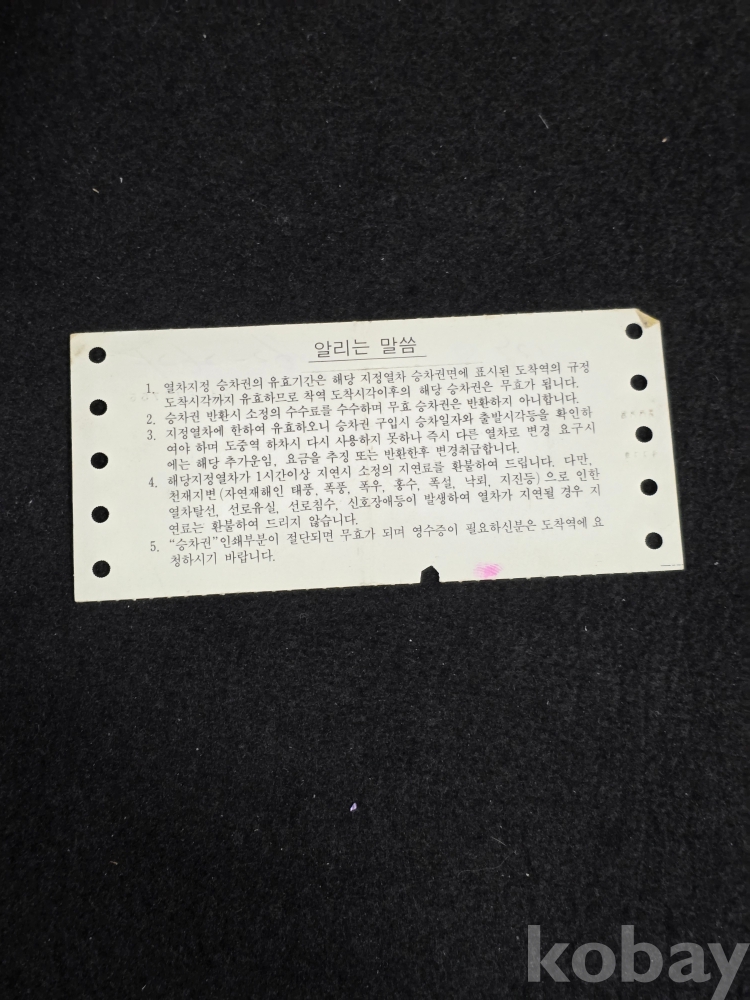 알리는 말씀
1. 열차지정 승차권의 유효기간은 해당 지정열차 승차권면에 표시된 도착역의 규정
도착시각까지 유효하므로 착역 도착시각이후의 해당 승차권은 무효가 됩니다.
2. 승차권 반환시 소정의 수수료를 수수하며 무효 승차권은 반환하지 아니합니다.
3. 지정열차에 한하여 유효하오니 승차권 구입시 승차일자와 출발시각등을 확인하
여야 하며 도중역 하차시 다시 사용하지 못하나 즉시 다른 열차로 변경 요구시
에는 해당 추가운임, 요금을 추징 또는 반환한후 변경취급합니다.
4. 해당지정열차가 1시간이상 지연시 소정의 지연료를 환불하여 드립니다. 다만,
천재지변(자연재해인 태풍, 폭풍, 폭우, 홍수, 폭설, 낙뢰, 지진등)으로 인한
열차탈선, 선로유실, 선로침수, 신호장애등이 발생하여 열차가 지연될 경우 지
연료는 환불하여 드리지 않습니다.
5. “승차권”인쇄부분이 절단되면 무효가 되며 영수증이 필요하신분은 도착역에 요
청하시기 바랍니다.
kobay